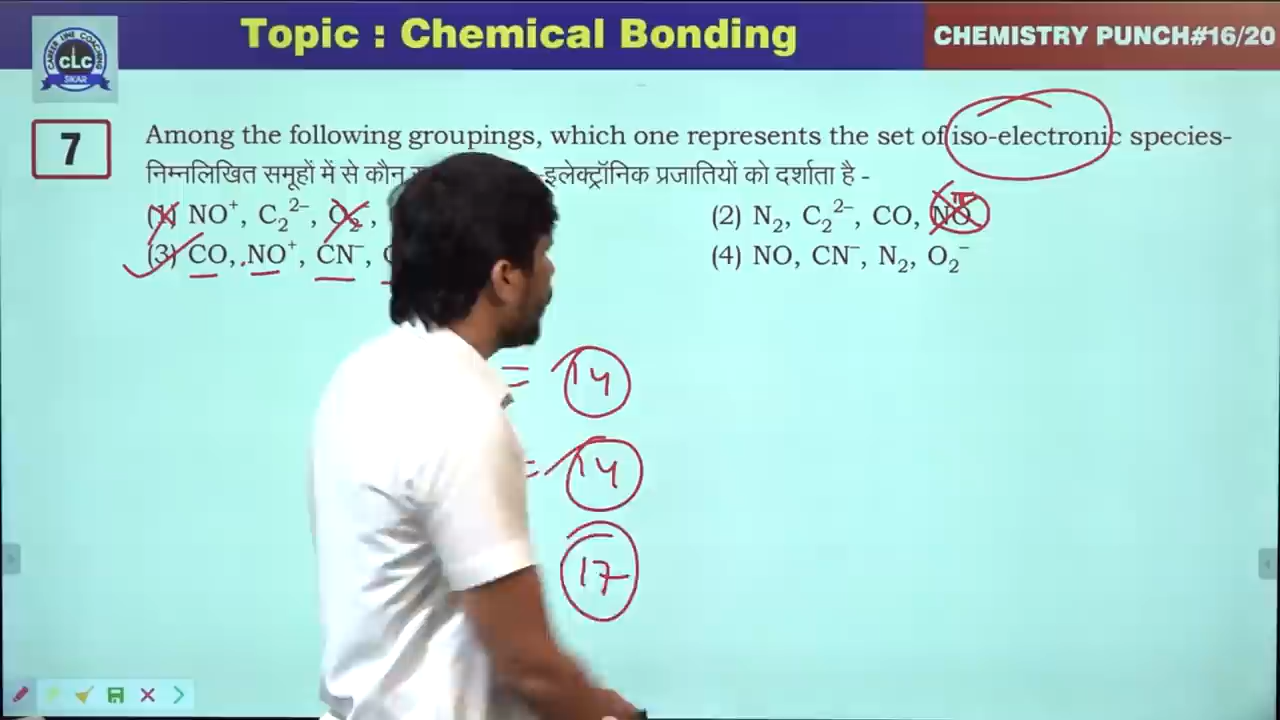 Topic : Chemical Bonding
CHEMISTRY PUNCH#16/20
CAREER LINE COACHING
CLC
SIKAR
7
Among the following groupings, which one represents the set of iso-electronic species-
निम्नलिखित समूहों में से कौन -इलेक्ट्रॉनिक प्रजातियों को दर्शाता है -
(1) NO⁺, C₂²⁻, O₂⁻,
(2) N₂, C₂²⁻, CO, NO
(3) CO, NO⁺, CN⁻,
(4) NO, CN⁻, N₂, O₂⁻
= 14
= 14
17